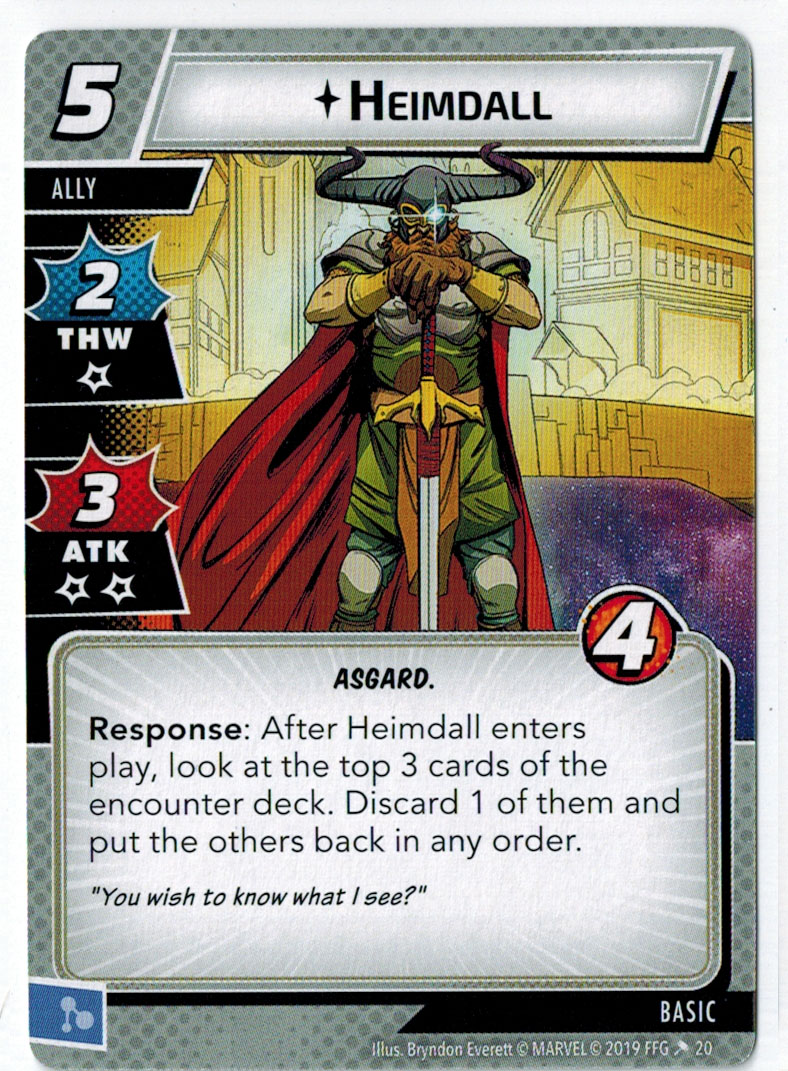 5
HEIMDALL
ALLY
2
THW
3
ATK
4
ASGARD.
Response: After Heimdall enters
play, look at the top 3 cards of the
encounter deck. Discard 1 of them and
put the others back in any order.
"You wish to know what I see?"
BASIC
Illus. Bryndon Everett © MARVEL © 2019 FFG 20